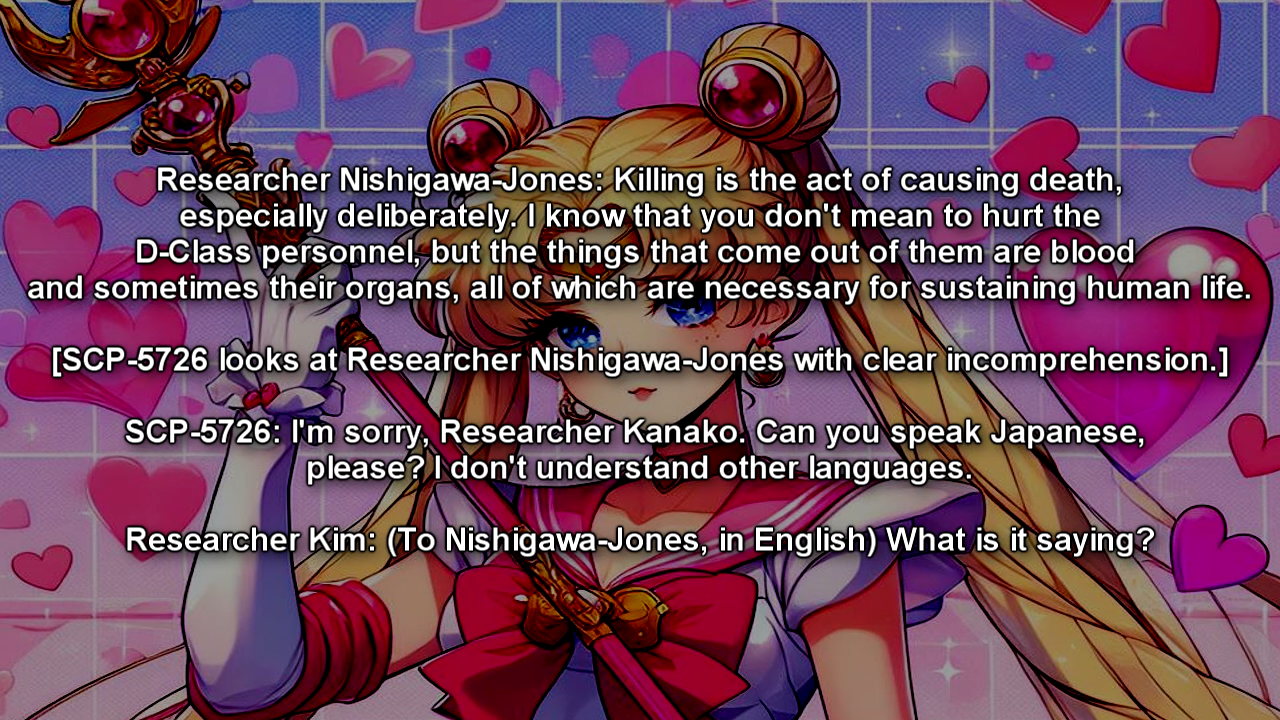 Researcher Nishigawa-Jones: Killing is the act of causing death,
especially deliberately. I know that you don't mean to hurt the
D-Class personnel, but the things that come out of them are blood
and sometimes their organs, all of which are necessary for sustaining human life.
[SCP-5726 looks at Researcher Nishigawa-Jones with clear incomprehension.]
SCP-5726: I'm sorry, Researcher Kanako. Can you speak Japanese,
please? I don't understand other languages.
Researcher Kim: (To Nishigawa-Jones, in English) What is it saying?